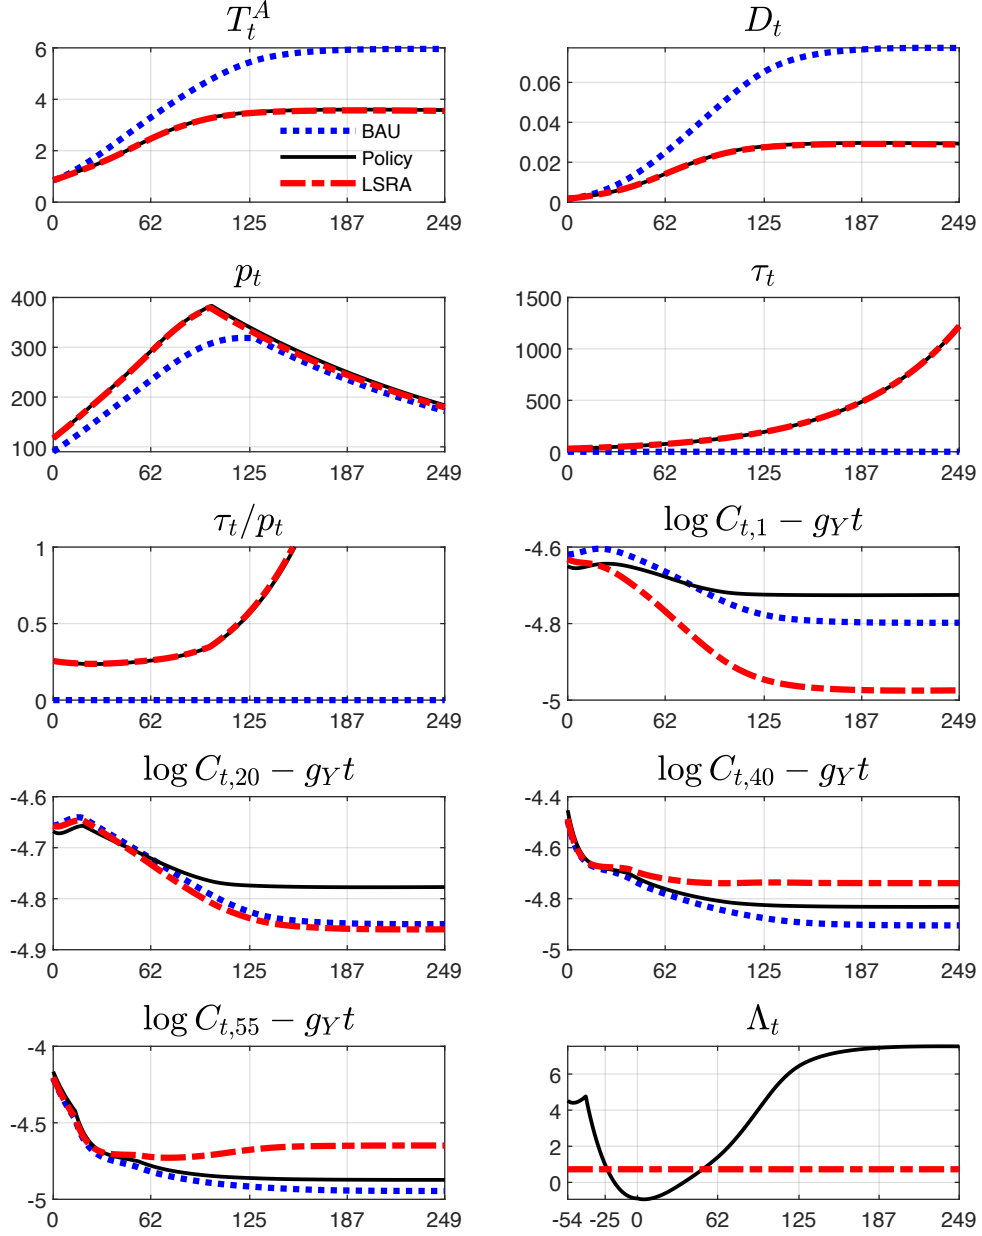 T_t^A
D_t
6
4
2
0
BAU
Policy
LSRA
0 62 125 187 249
0.06
0.04
0.02
0
0 62 125 187 249
p_t
τ_t
400
300
200
100
0 62 125 187 249
1500
1000
500
0
0 62 125 187 249
τ_t/p_t
log C_{t,1} − g_Y t
1
0.5
0
0 62 125 187 249
-4.6
-4.8
-5
0 62 125 187 249
log C_{t,20} − g_Y t
log C_{t,40} − g_Y t
-4.6
-4.7
-4.8
-4.9
0 62 125 187 249
-4.4
-4.6
-4.8
-5
0 62 125 187 249
log C_{t,55} − g_Y t
Λ_t
-4
-4.5
-5
0 62 125 187 249
6
4
2
0
-54 -25 0 62 125 187 249